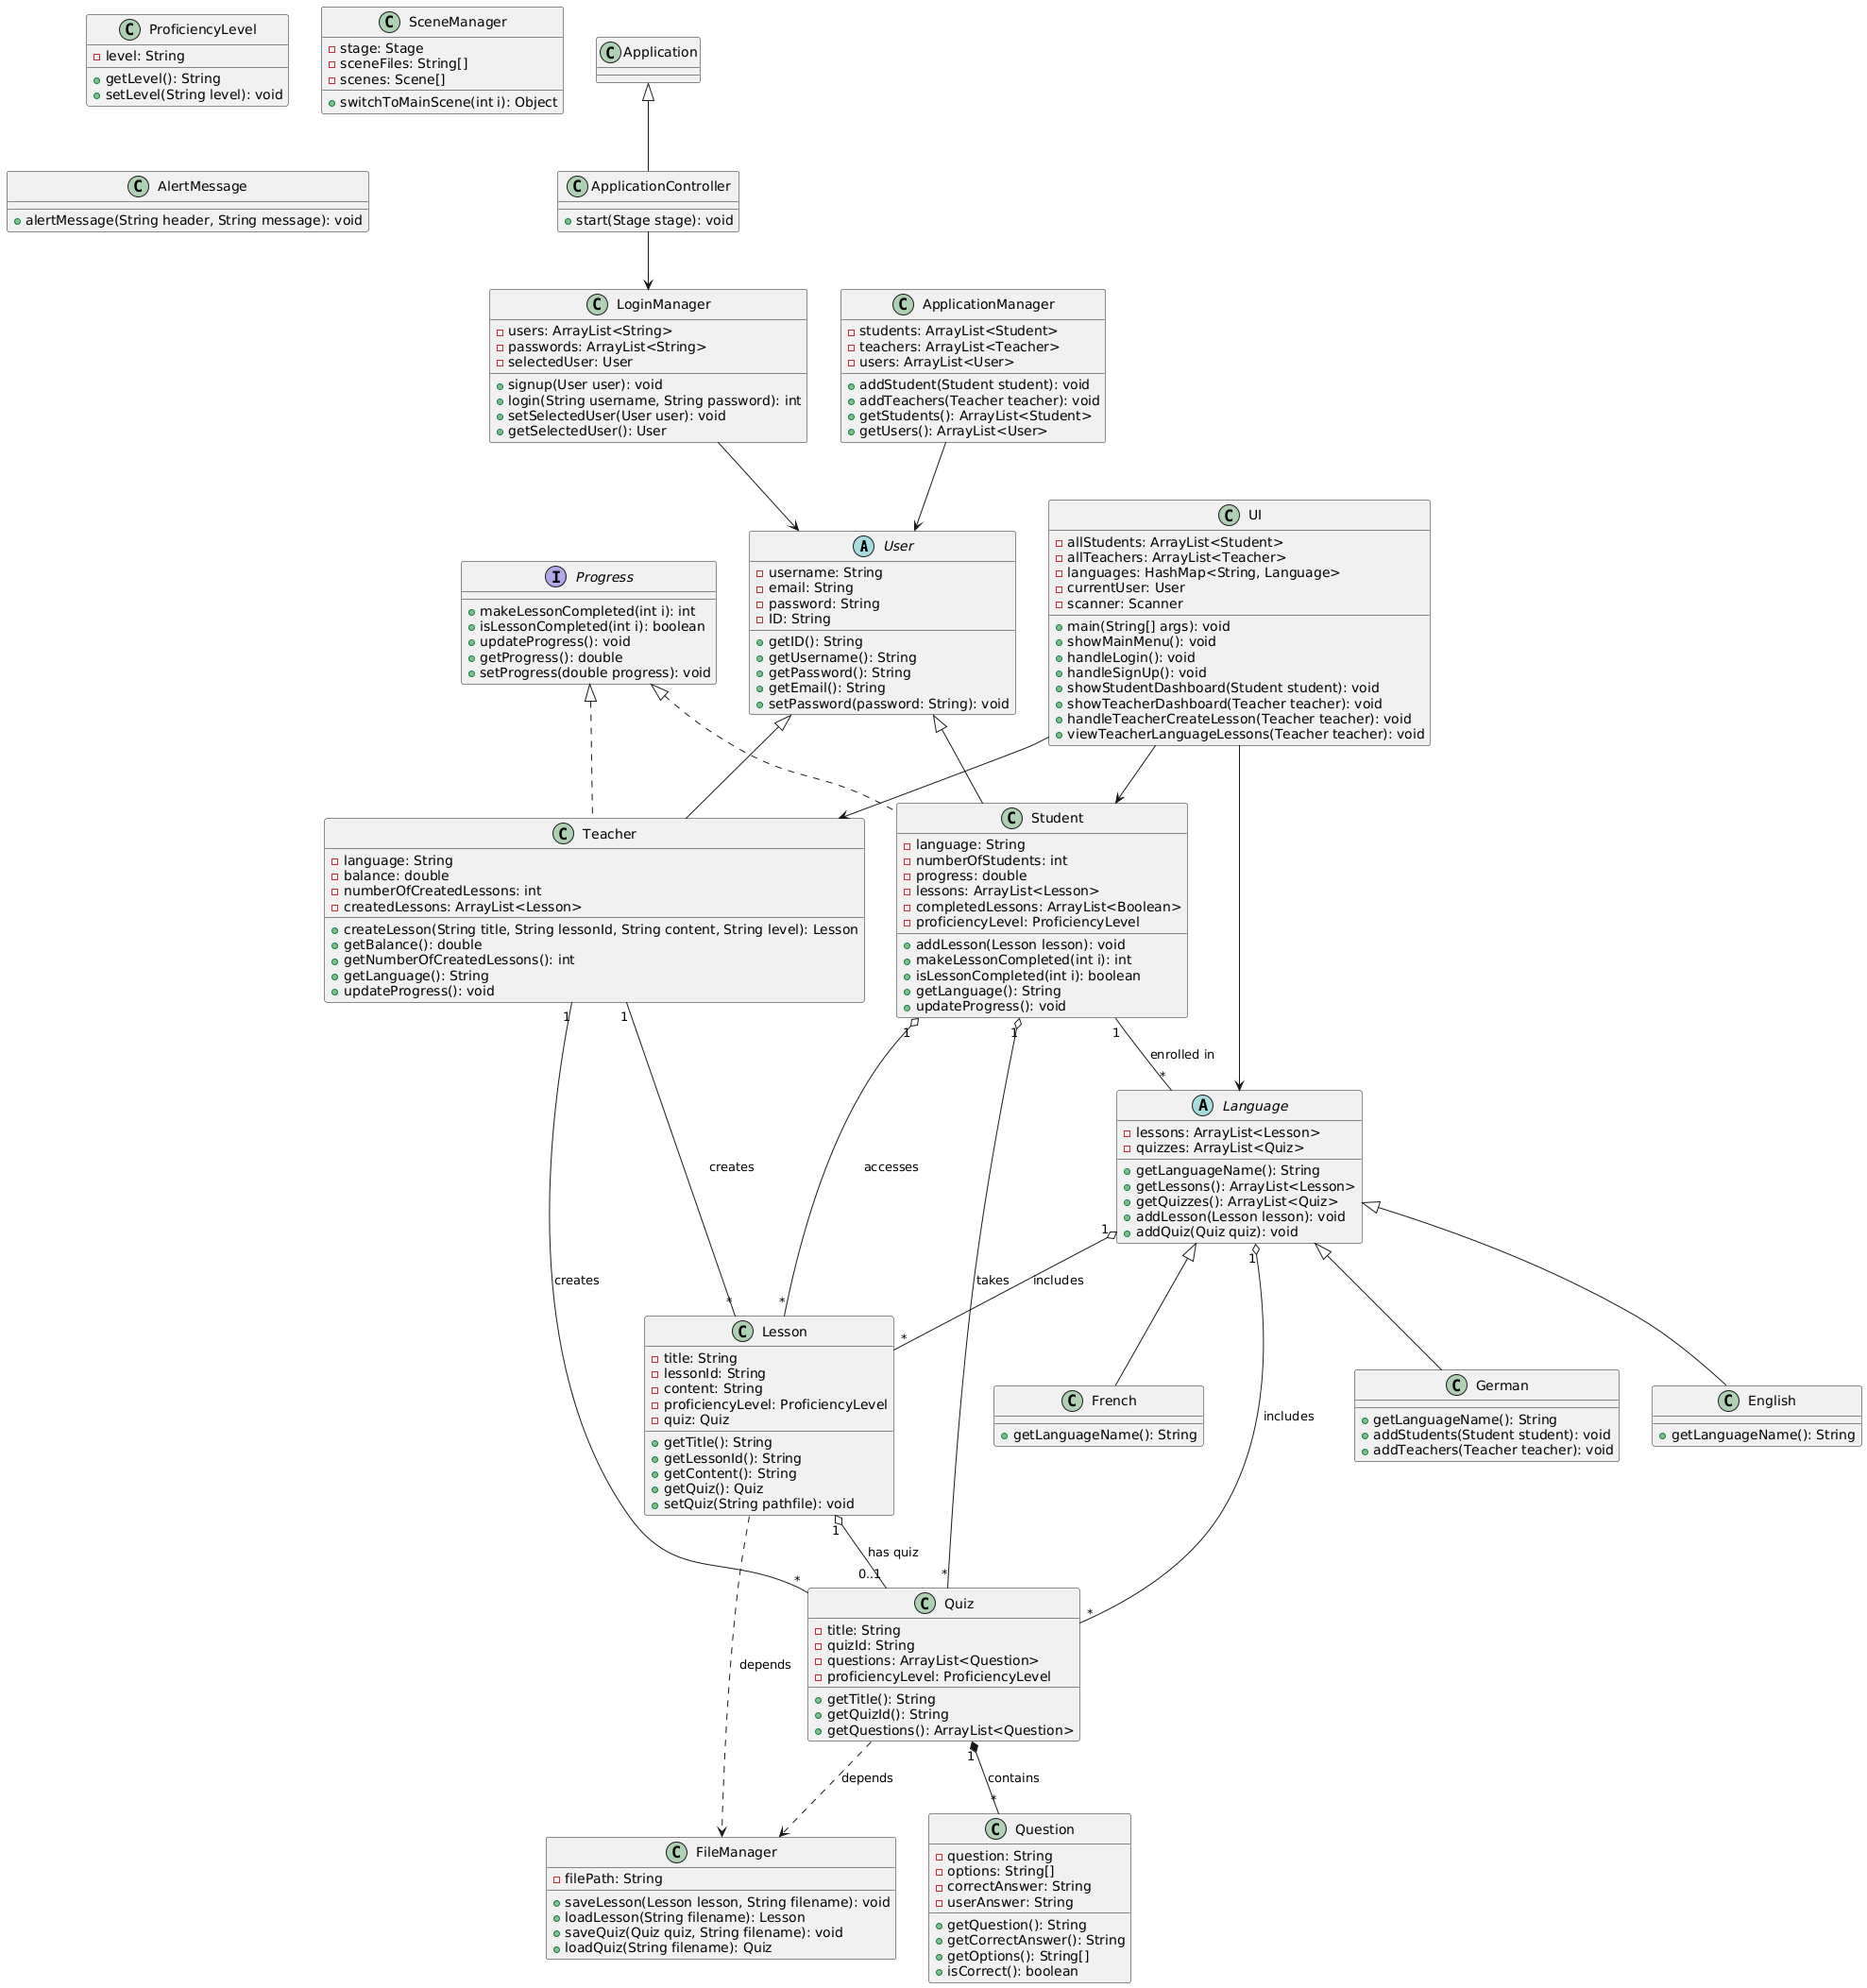 C ProficiencyLevel
level: String
getLevel(): String
setLevel(String level): void
C SceneManager
stage: Stage
sceneFiles: String[]
scenes: Scene[]
switchToMainScene(int i): Object
C Application
C AlertMessage
alertMessage(String header, String message): void
C ApplicationController
start(Stage stage): void
C LoginManager
users: ArrayList<String>
passwords: ArrayList<String>
selectedUser: User
signup(User user): void
login(String username, String password): int
setSelectedUser(User user): void
getSelectedUser(): User
C ApplicationManager
students: ArrayList<Student>
teachers: ArrayList<Teacher>
users: ArrayList<User>
addStudent(Student student): void
addTeachers(Teacher teacher): void
getStudents(): ArrayList<Student>
getUsers(): ArrayList<User>
I Progress
makeLessonCompleted(int i): int
isLessonCompleted(int i): boolean
updateProgress(): void
getProgress(): double
setProgress(double progress): void
A User
username: String
email: String
password: String
ID: String
getID(): String
getUsername(): String
getPassword(): String
getEmail(): String
setPassword(password: String): void
C UI
allStudents: ArrayList<Student>
allTeachers: ArrayList<Teacher>
languages: HashMap<String, Language>
currentUser: User
scanner: Scanner
main(String[] args): void
showMainMenu(): void
handleLogin(): void
handleSignUp(): void
showStudentDashboard(Student student): void
showTeacherDashboard(Teacher teacher): void
handleTeacherCreateLesson(Teacher teacher): void
viewTeacherLanguageLessons(Teacher teacher): void
C Teacher
language: String
balance: double
numberOfCreatedLessons: int
createdLessons: ArrayList<Lesson>
createLesson(String title, String lessonId, String content, String level): Lesson
getBalance(): double
getNumberOfCreatedLessons(): int
getLanguage(): String
updateProgress(): void
C Student
language: String
numberOfStudents: int
progress: double
lessons: ArrayList<Lesson>
completedLessons: ArrayList<Boolean>
proficiencyLevel: ProficiencyLevel
addLesson(Lesson lesson): void
makeLessonCompleted(int i): int
isLessonCompleted(int i): boolean
getLanguage(): String
updateProgress(): void
1
1
1
1
1
enrolled in
*
A Language
lessons: ArrayList<Lesson>
quizzes: ArrayList<Quiz>
getLanguageName(): String
getLessons(): ArrayList<Lesson>
getQuizzes(): ArrayList<Quiz>
addLesson(Lesson lesson): void
addQuiz(Quiz quiz): void
creates
accesses
1
1
creates
takes
includes
*
*
*
C Lesson
title: String
lessonId: String
content: String
proficiencyLevel: ProficiencyLevel
quiz: Quiz
getTitle(): String
getLessonId(): String
getContent(): String
getQuiz(): Quiz
setQuiz(String pathfile): void
C French
getLanguageName(): String
includes
C German
getLanguageName(): String
addStudents(Student student): void
addTeachers(Teacher teacher): void
C English
getLanguageName(): String
1
has quiz
0..1
*
*
*
C Quiz
title: String
quizId: String
questions: ArrayList<Question>
proficiencyLevel: ProficiencyLevel
getTitle(): String
getQuizId(): String
getQuestions(): ArrayList<Question>
depends
1
depends
contains
*
C FileManager
filePath: String
saveLesson(Lesson lesson, String filename): void
loadLesson(String filename): Lesson
saveQuiz(Quiz quiz, String filename): void
loadQuiz(String filename): Quiz
C Question
question: String
options: String[]
correctAnswer: String
userAnswer: String
getQuestion(): String
getCorrectAnswer(): String
getOptions(): String[]
isCorrect(): boolean